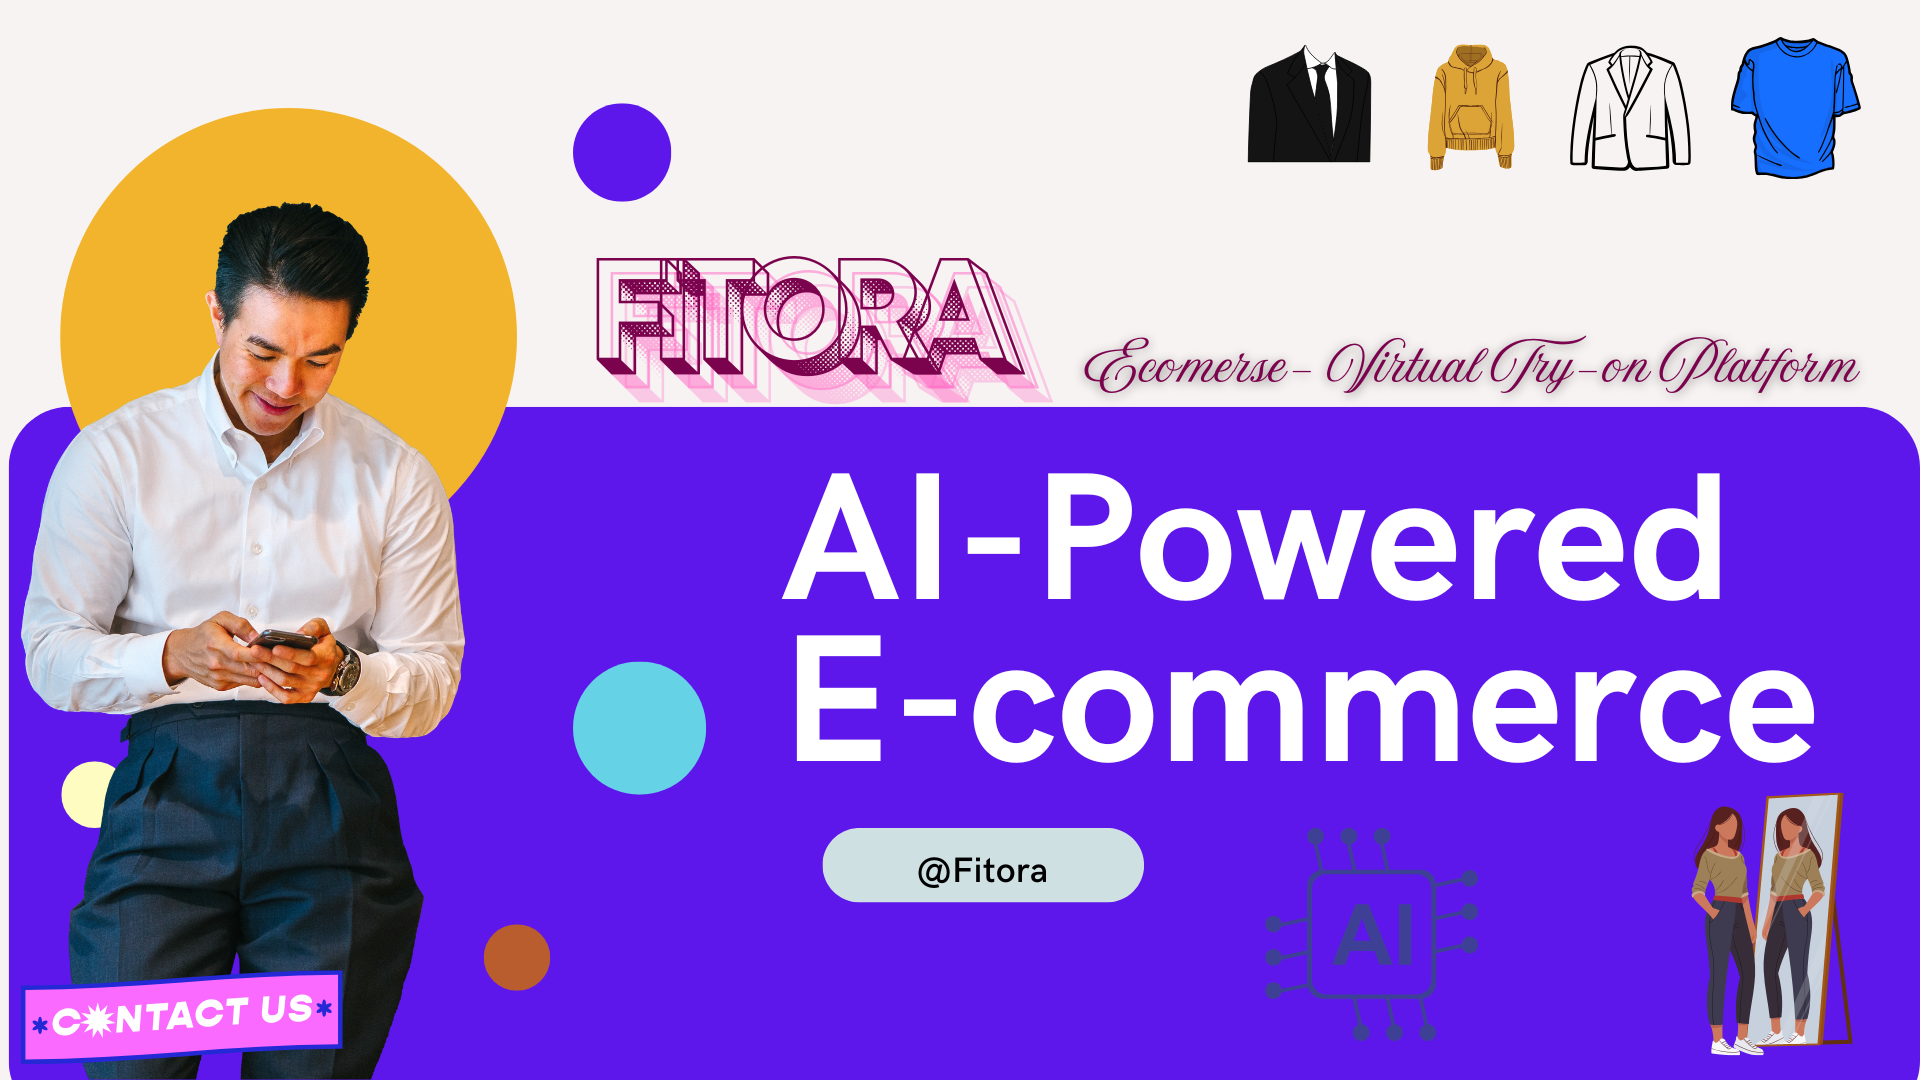 FiTORA
Ecomerse- Virtual Try-on Platform
AI-Powered
E-commerce
@Fitora
AI
*CONTACT US*